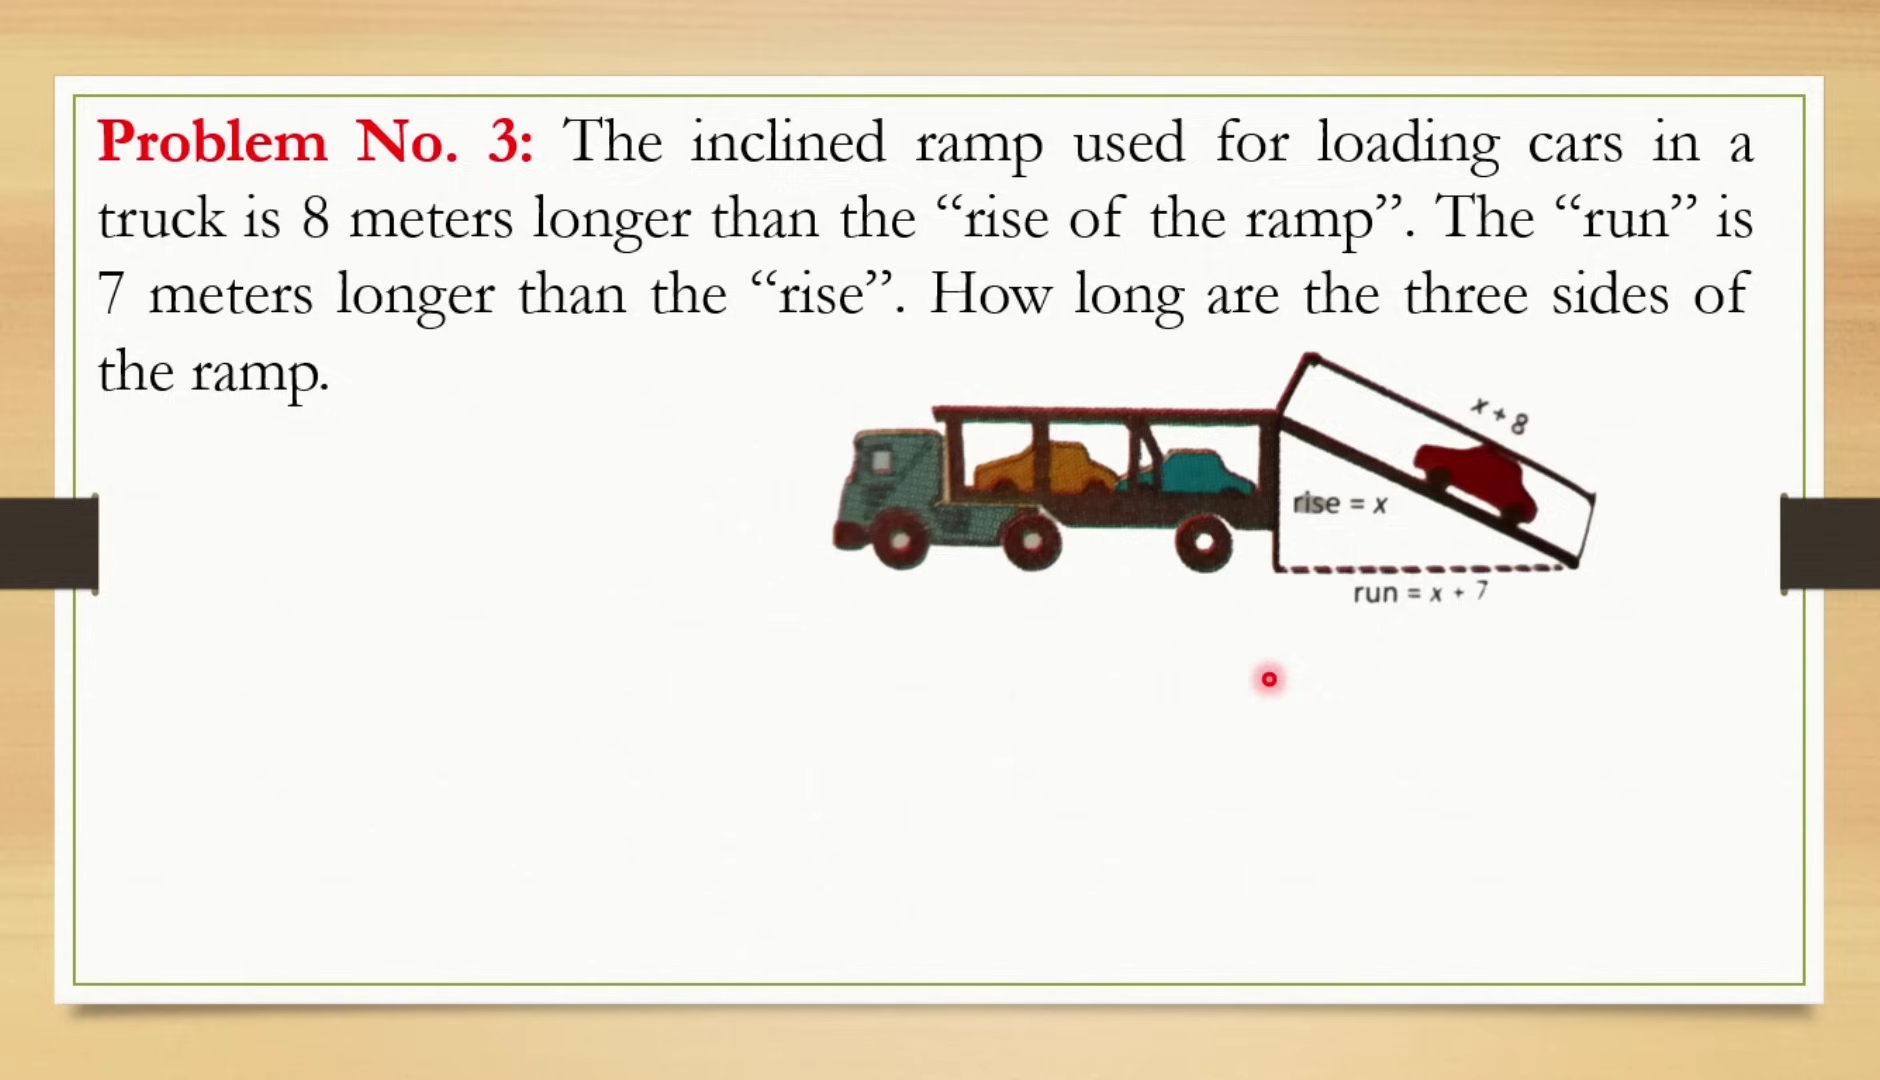 Problem No. 3: The inclined ramp used for loading cars in a
truck is 8 meters longer than the “rise of the ramp”. The “run” is
7 meters longer than the “rise”. How long are the three sides of
the ramp.
x + 8
rise = x
run = x + 7